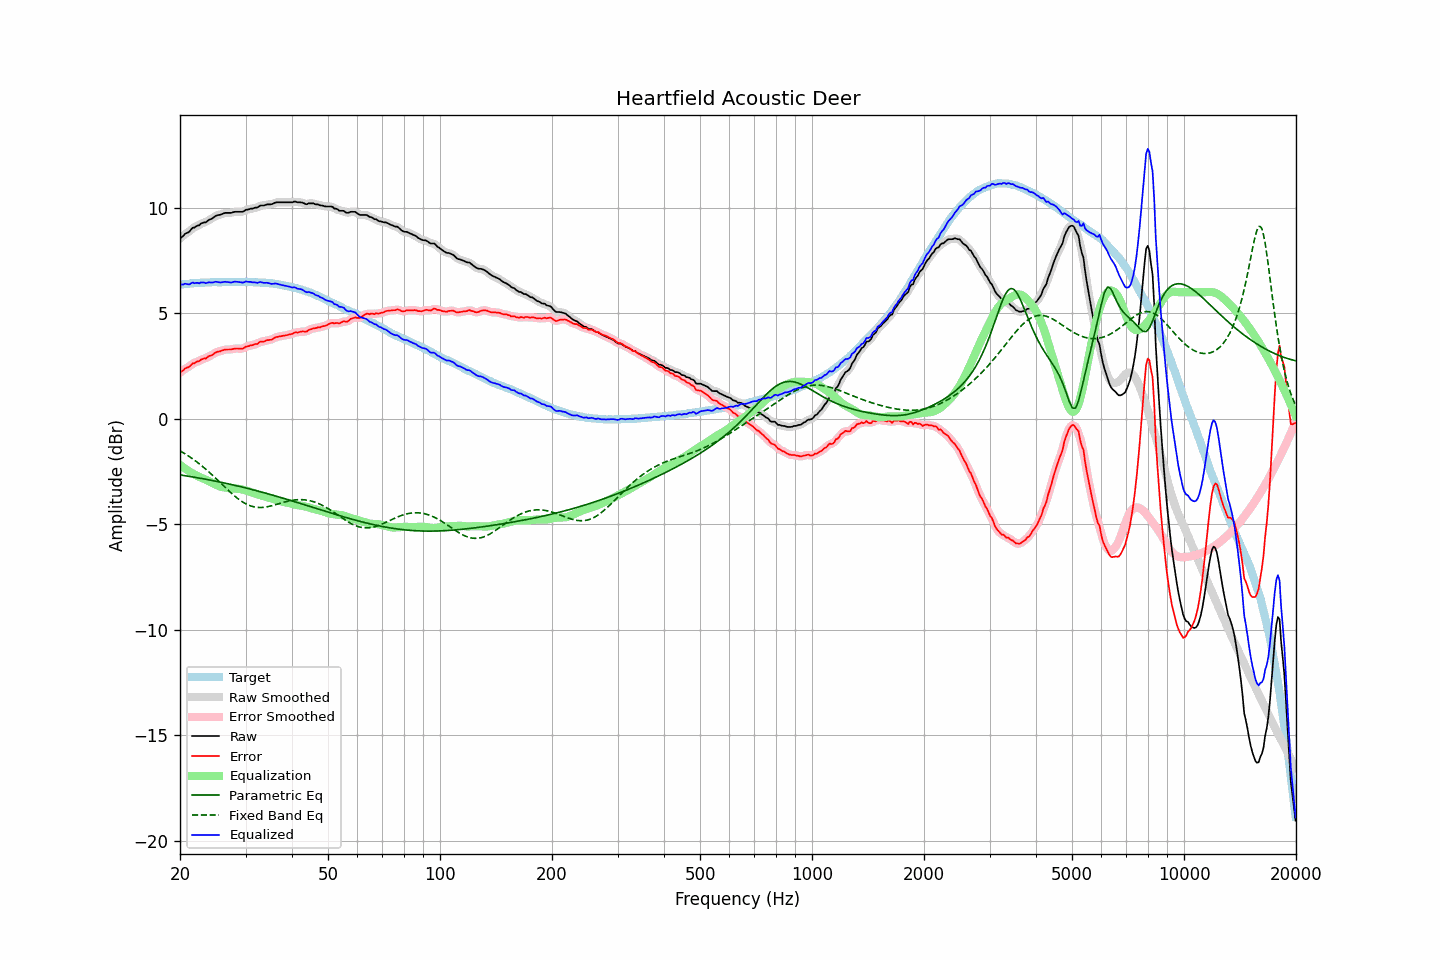 Heartfield Acoustic Deer
Amplitude (dBr)
10
5
0
−5
−10
−15
−20
Target
Raw Smoothed
Error Smoothed
Raw
Error
Equalization
Parametric Eq
Fixed Band Eq
Equalized
20 50 100 200 500 1000 2000 5000 10000 20000
Frequency (Hz)